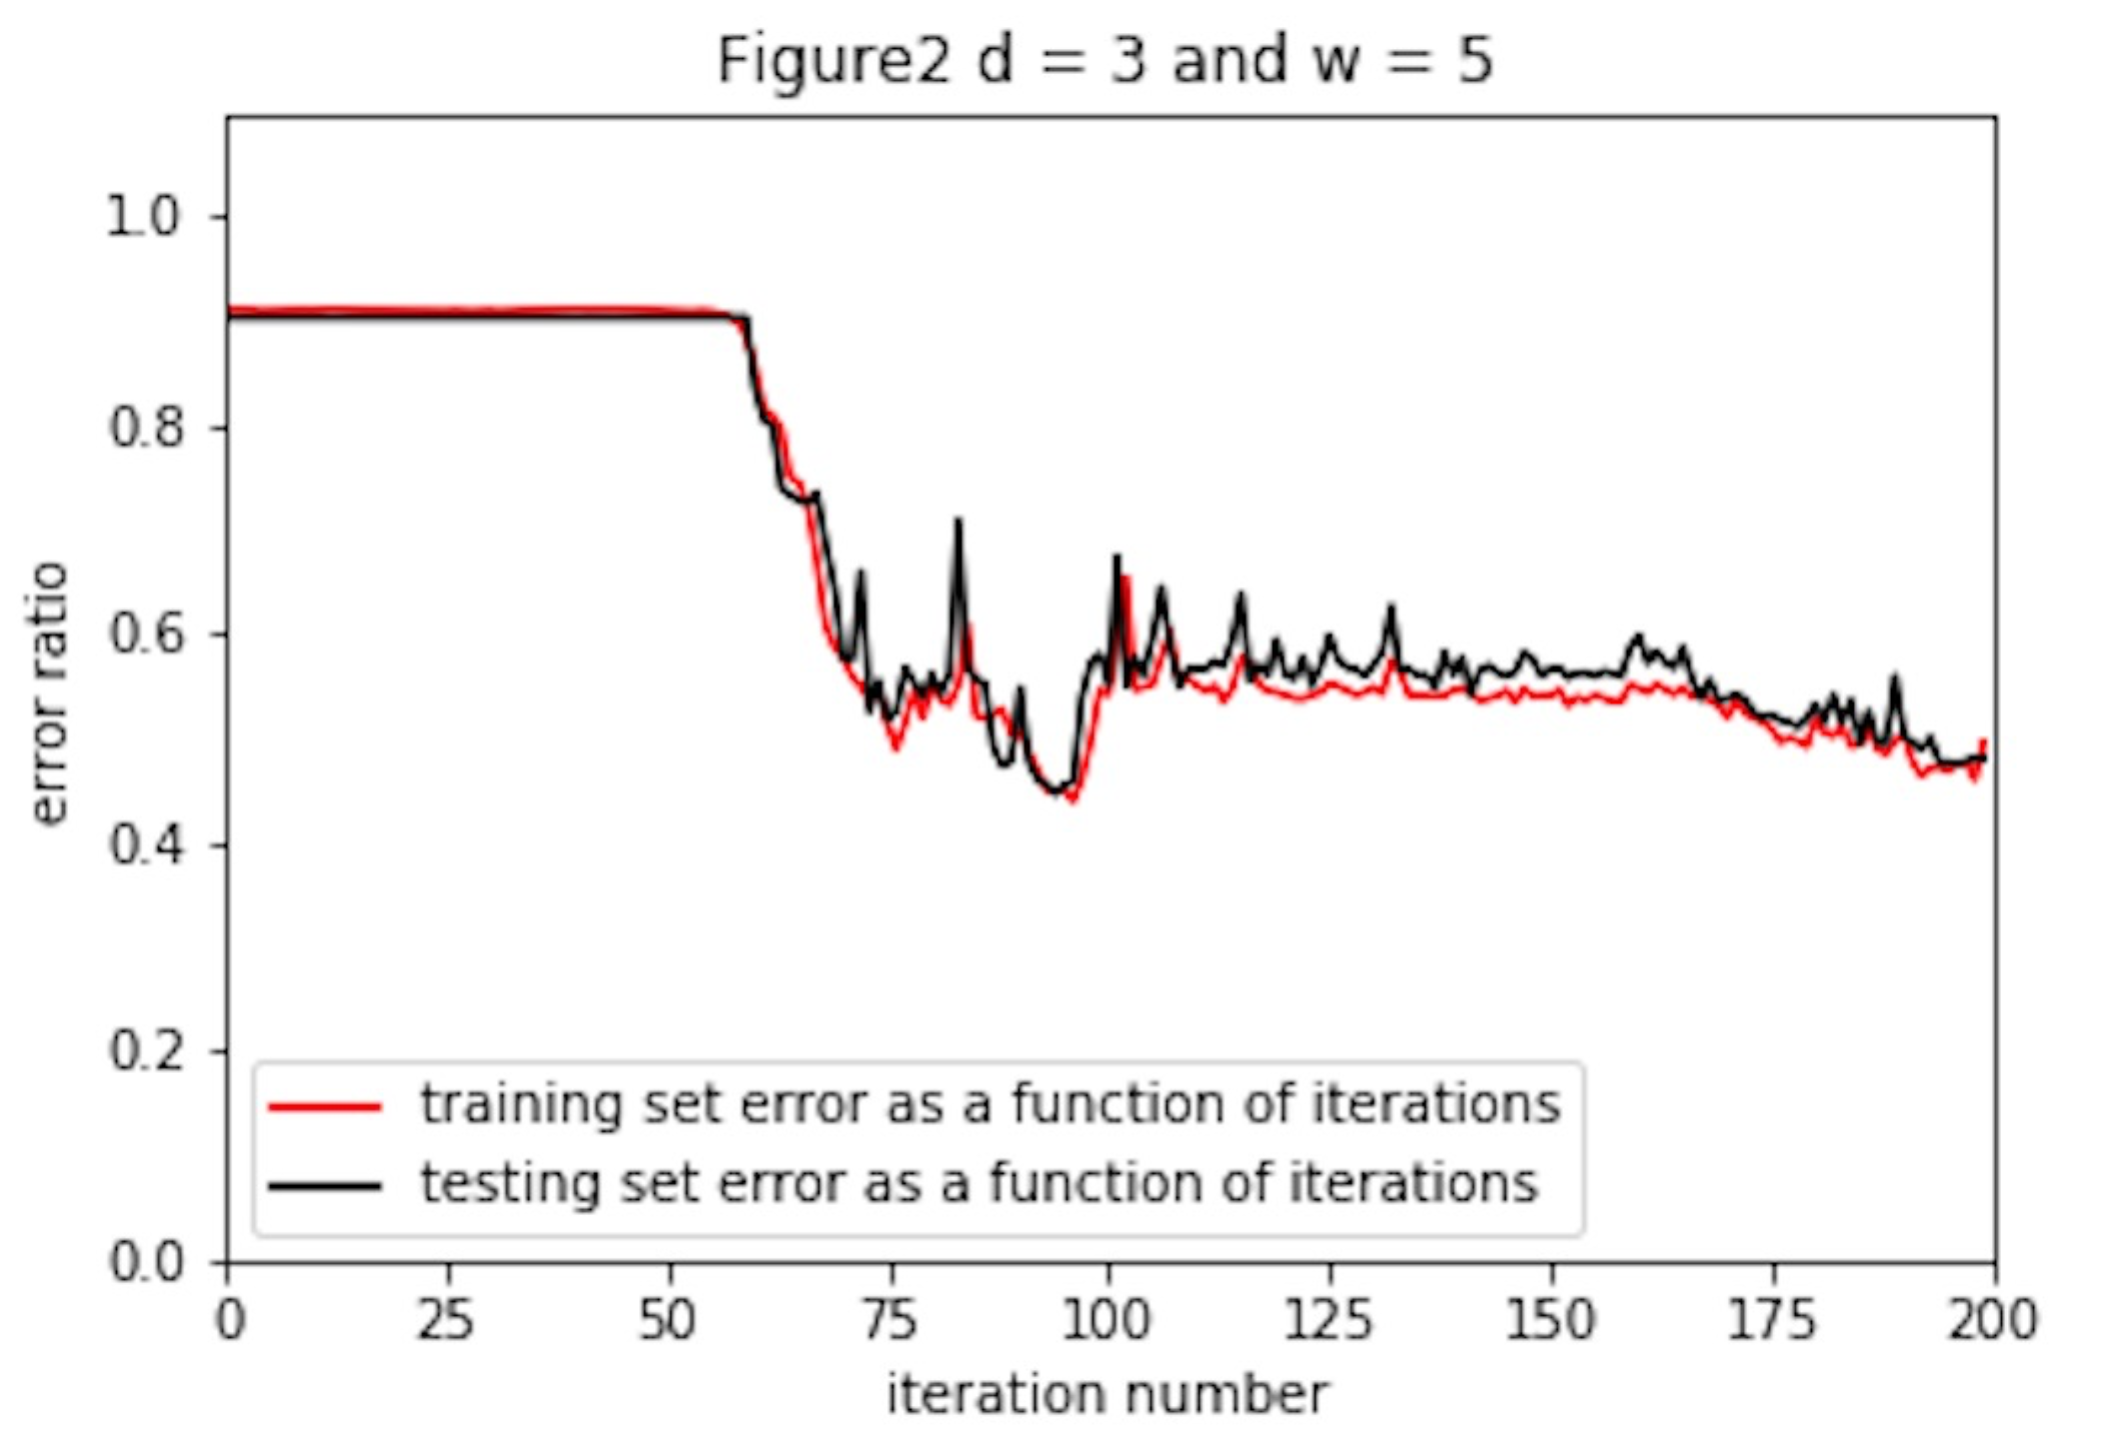 Figure2 d = 3 and w = 5
1.0
0.8
0.6
0.4
0.2
0.0
error ratio
training set error as a function of iterations
testing set error as a function of iterations
0 25 50 75 100 125 150 175 200
iteration number